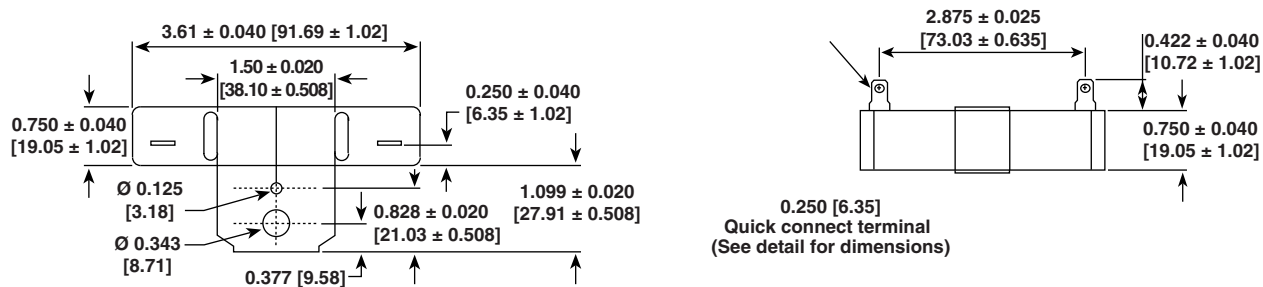 3.61 ± 0.040 [91.69 ± 1.02]
1.50 ± 0.020
[38.10 ± 0.508]
0.250 ± 0.040
[6.35 ± 1.02]
0.750 ± 0.040
[19.05 ± 1.02]
Ø 0.125
[3.18]
Ø 0.343
[8.71]
0.377 [9.58]
0.828 ± 0.020
[21.03 ± 0.508]
1.099 ± 0.020
[27.91 ± 0.508]
2.875 ± 0.025
[73.03 ± 0.635]
0.422 ± 0.040
[10.72 ± 1.02]
0.750 ± 0.040
[19.05 ± 1.02]
0.250 [6.35]
Quick connect terminal
(See detail for dimensions)